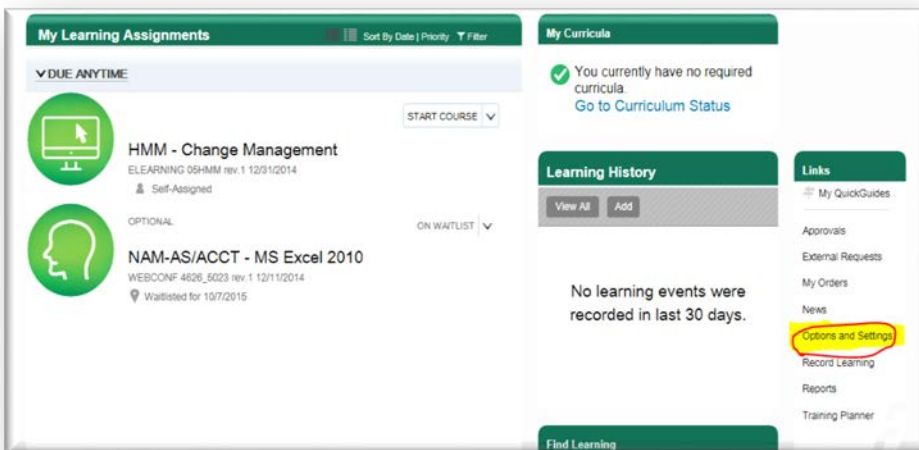 My Learning Assignments
Sort By Date | Priority Filter
DUE ANYTIME
START COURSE
HMM - Change Management
ELEARNING 05HMM rev.1 12/31/2014
Self-Assigned
OPTIONAL
ON WAITLIST
NAM-AS/ACCT - MS Excel 2010
WEBCONF 4626_5023 rev.1 12/11/2014
Waitlisted for 10/7/2015
My Curricula
You currently have no required
curricula.
Go to Curriculum Status
Learning History
View All Add
No learning events were
recorded in last 30 days.
Find Learning
Links
My QuickGuides
Approvals
External Requests
My Orders
News
Options and Settings
Record Learning
Reports
Training Planner